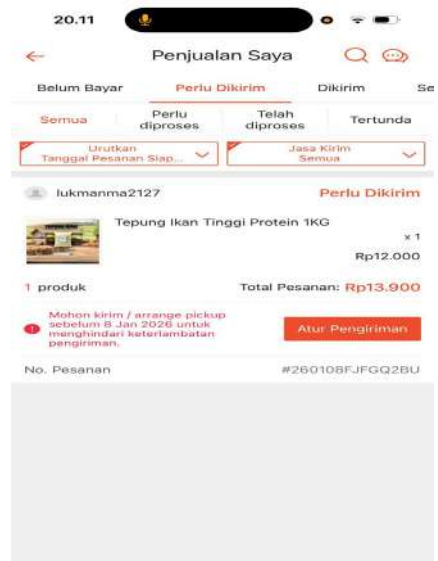 20.11
Penjualan Saya
Belum Bayar
Perlu Dikirim
Dikirim
Se
Semua
Perlu
diproses
Telah
diproses
Tertunda
Urutkan
Tanggal Pesanan Siap...
Jasa Kirim
Semua
lukmanma2127
Perlu Dikirim
Tepung Ikan Tinggi Protein 1KG
x 1
Rp12.000
1 produk
Total Pesanan: Rp13.900
Mohon kirim / arrange pickup
sebelum 8 Jan 2026 untuk
menghindari keterlambatan
pengiriman.
Atur Pengiriman
No. Pesanan
#260108FJFGQ2BU